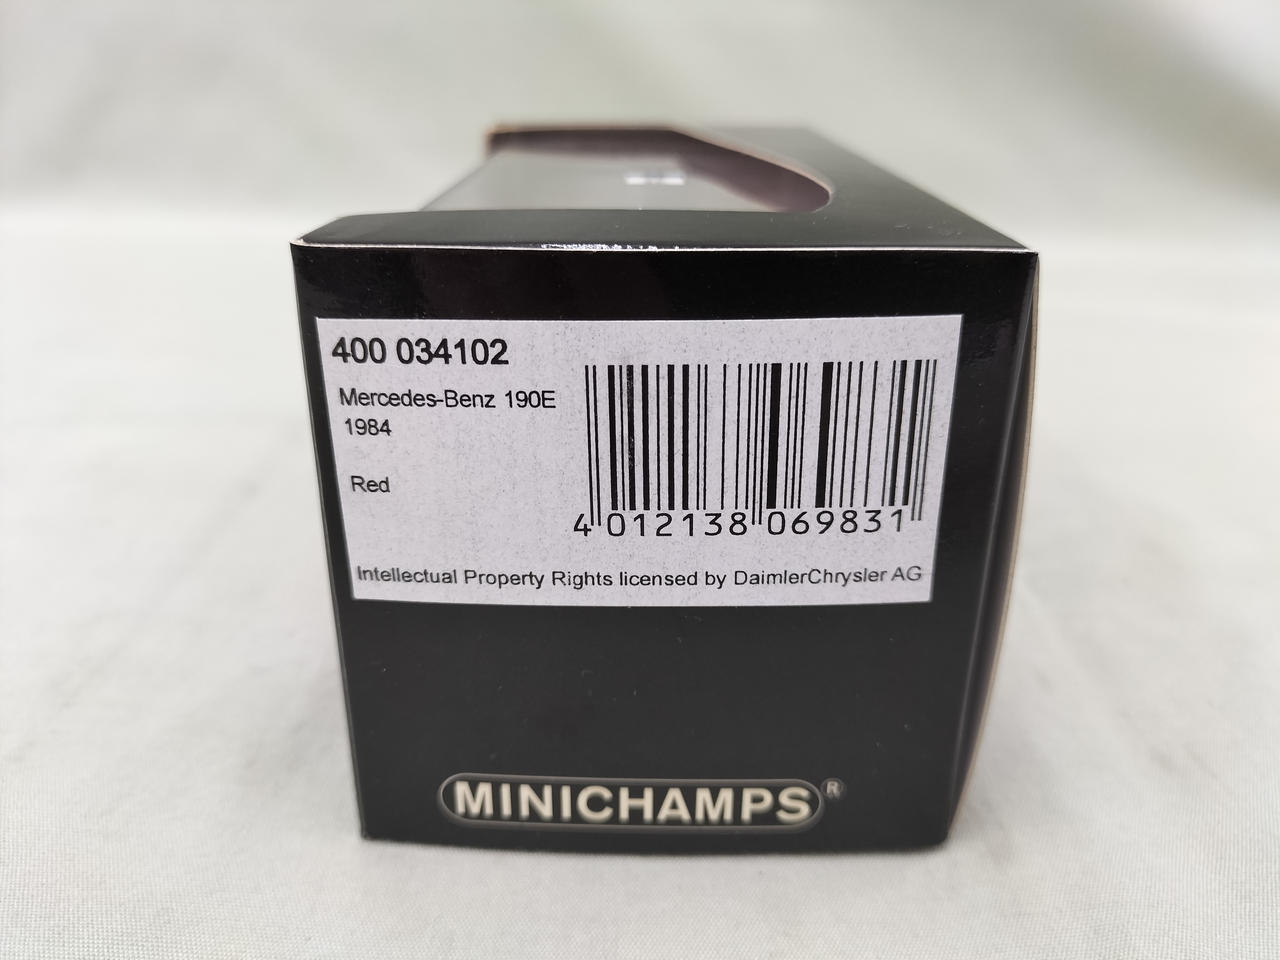 400 034102
Mercedes-Benz 190E
1984
Red
4 012138 069831
Intellectual Property Rights licensed by DaimlerChrysler AG
MINICHAMPS®